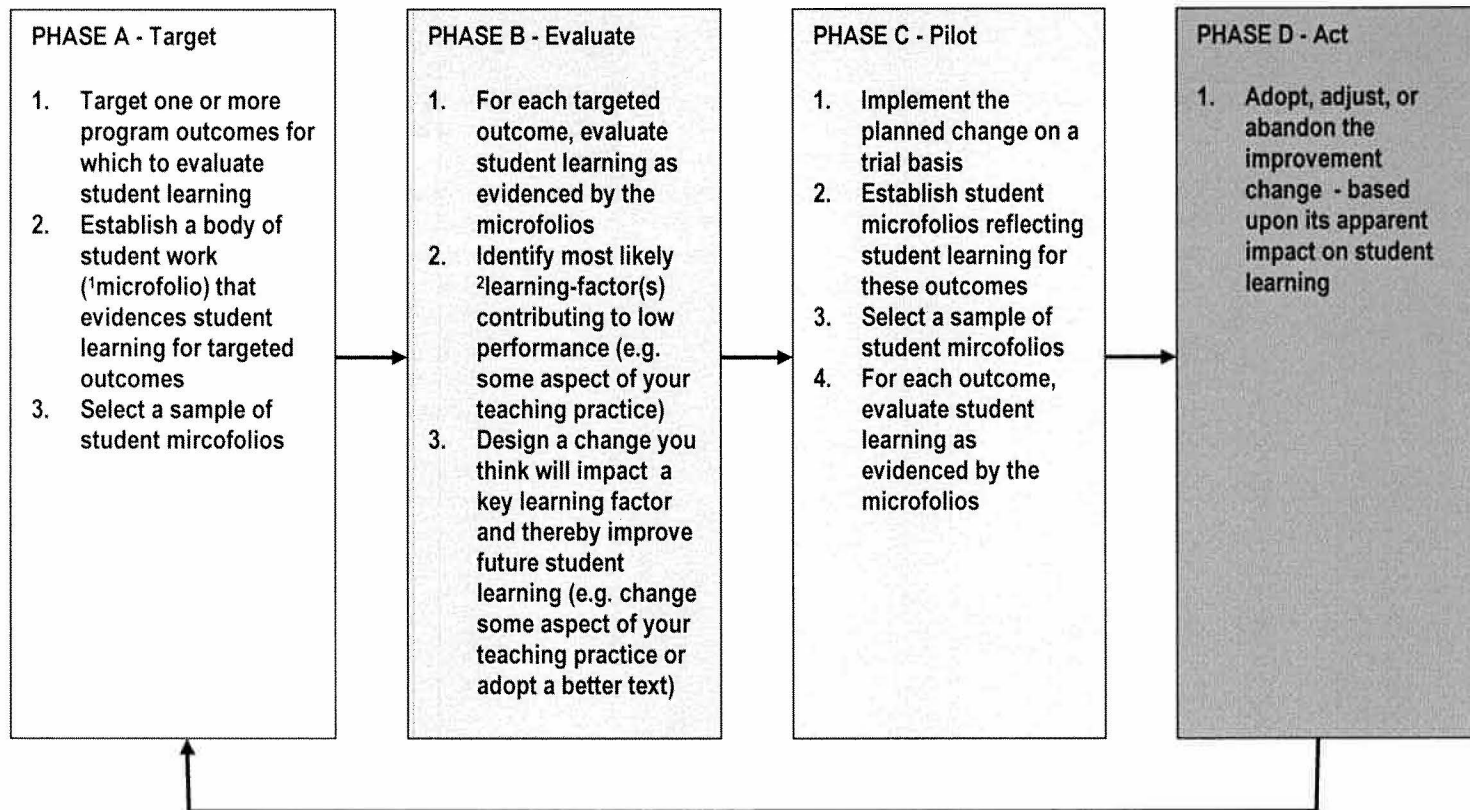 PHASE A - Target
1. Target one or more
program outcomes for
which to evaluate
student learning
2. Establish a body of
student work
(¹microfolio) that
evidences student
learning for targeted
outcomes
3. Select a sample of
student mircofolios
PHASE B - Evaluate
1. For each targeted
outcome, evaluate
student learning as
evidenced by the
microfolios
2. Identify most likely
²learning-factor(s)
contributing to low
performance (e.g.
some aspect of your
teaching practice)
3. Design a change you
think will impact a
key learning factor
and thereby improve
future student
learning (e.g. change
some aspect of your
teaching practice or
adopt a better text)
PHASE C - Pilot
1. Implement the
planned change on a
trial basis
2. Establish student
microfolios reflecting
student learning for
these outcomes
3. Select a sample of
student mircofolios
4. For each outcome,
evaluate student
learning as
evidenced by the
microfolios
PHASE D - Act
1. Adopt, adjust, or
abandon the
improvement
change - based
upon its apparent
impact on student
learning